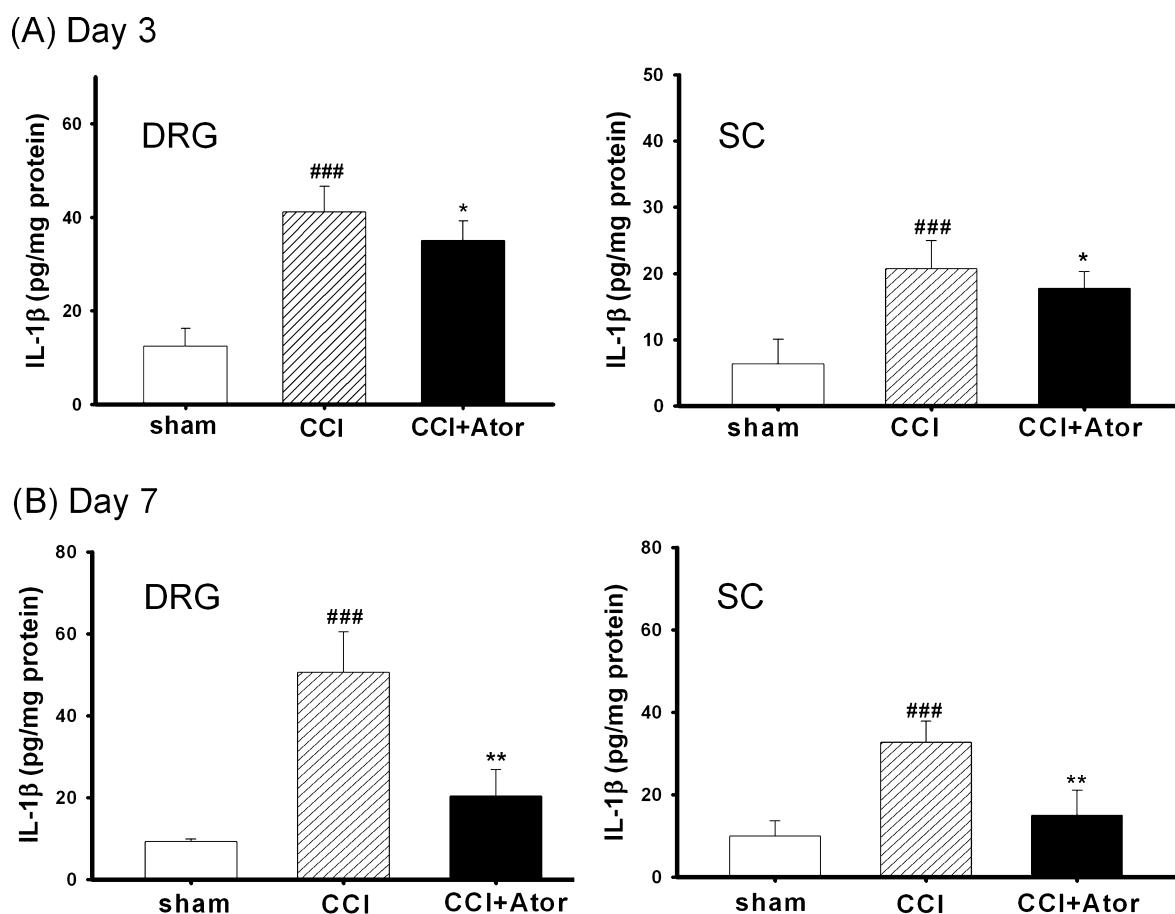 (A) Day 3
IL-1β (pg/mg protein)
60
40
20
0
DRG
###
*
sham
CCI
CCI+Ator
IL-1β (pg/mg protein)
50
40
30
20
10
0
SC
###
*
sham
CCI
CCI+Ator
(B) Day 7
IL-1β (pg/mg protein)
80
60
40
20
0
DRG
###
**
sham
CCI
CCI+Ator
IL-1β (pg/mg protein)
80
60
40
20
0
SC
###
**
sham
CCI
CCI+Ator